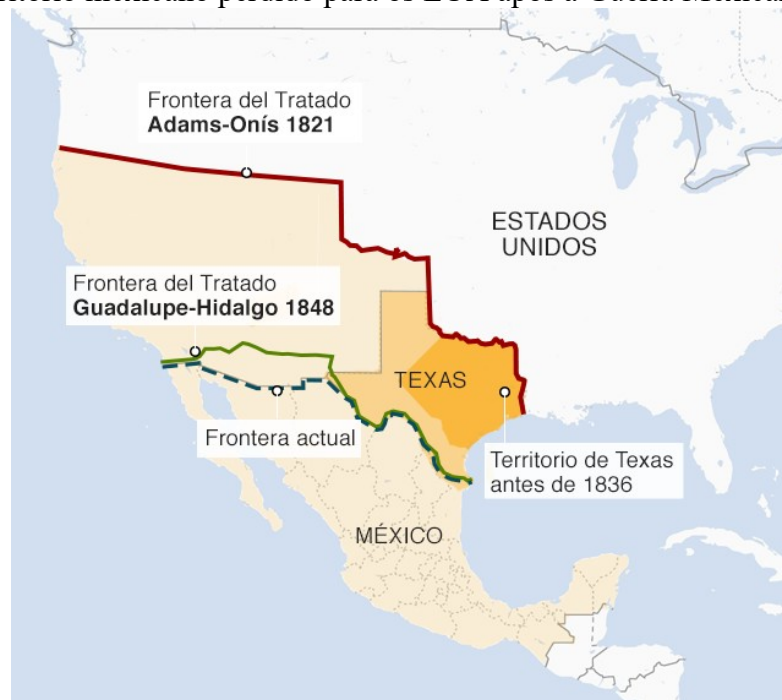 Frontera del Tratado
Adams-Onís 1821
ESTADOS
UNIDOS
Frontera del Tratado
Guadalupe-Hidalgo 1848
TEXAS
Frontera actual
Territorio de Texas
antes de 1836
MÉXICO